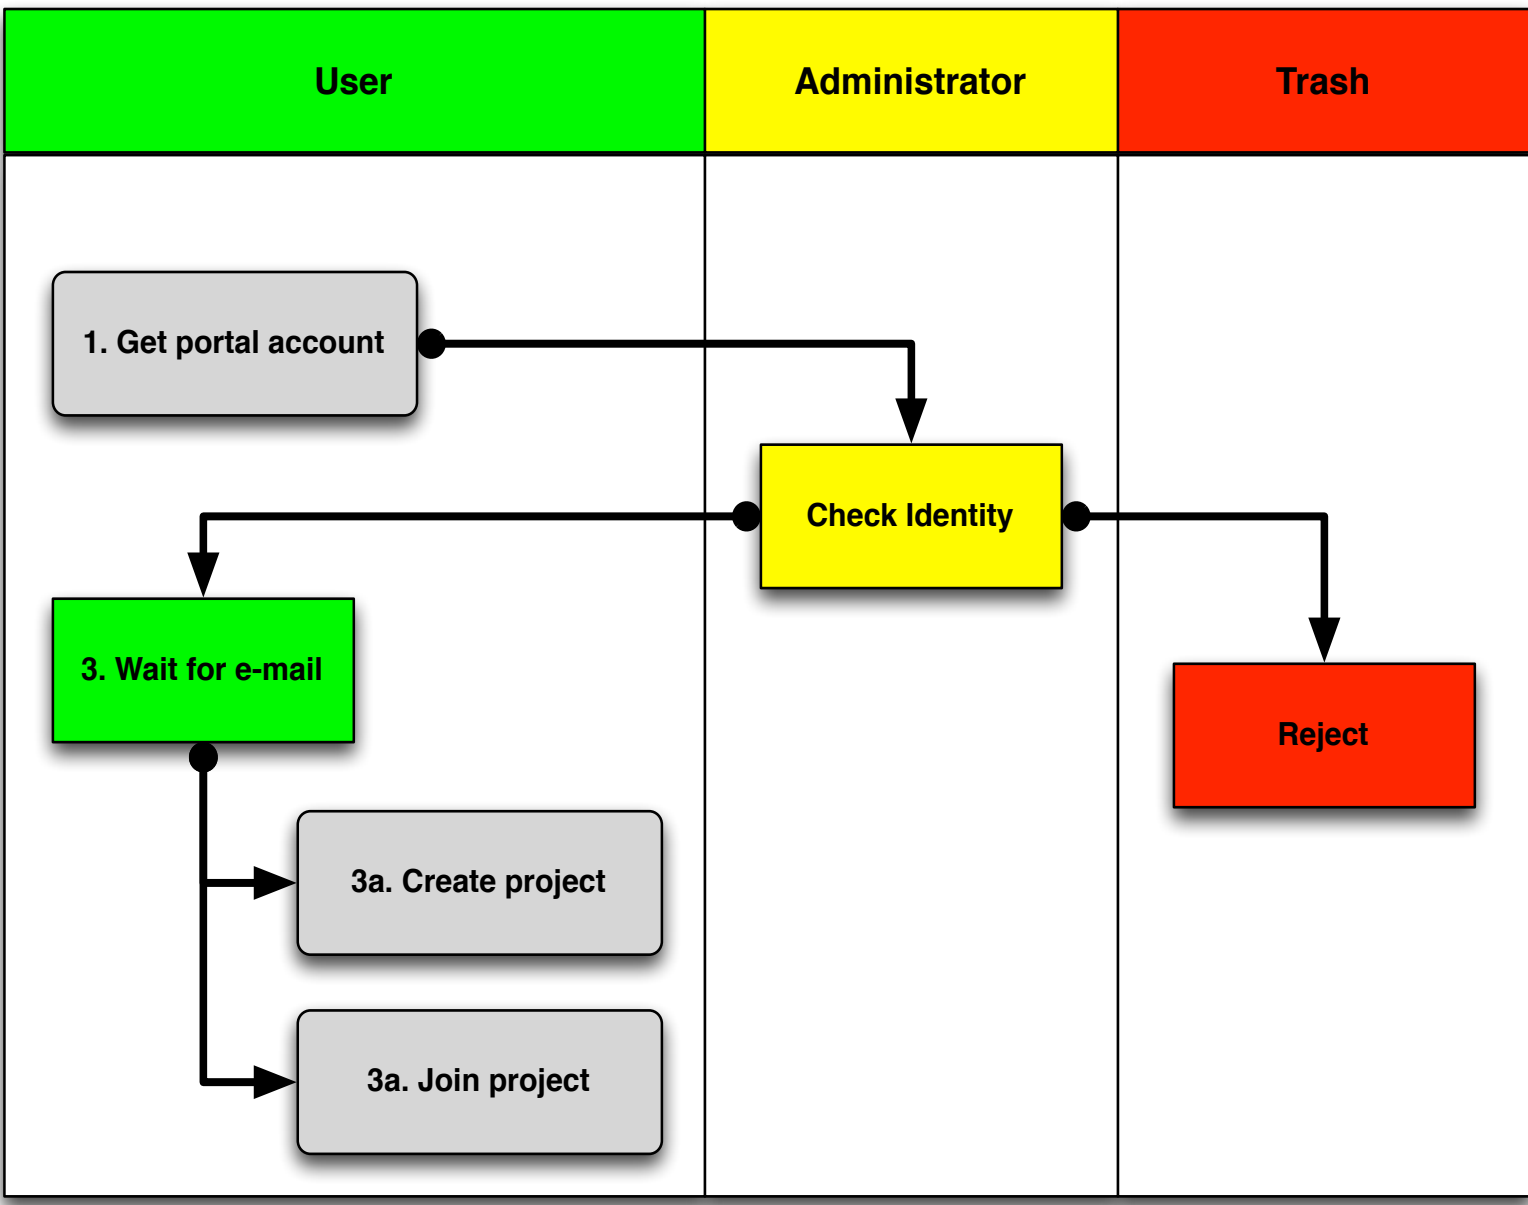 User
Administrator
Trash
1. Get portal account
Check Identity
3. Wait for e-mail
Reject
3a. Create project
3a. Join project